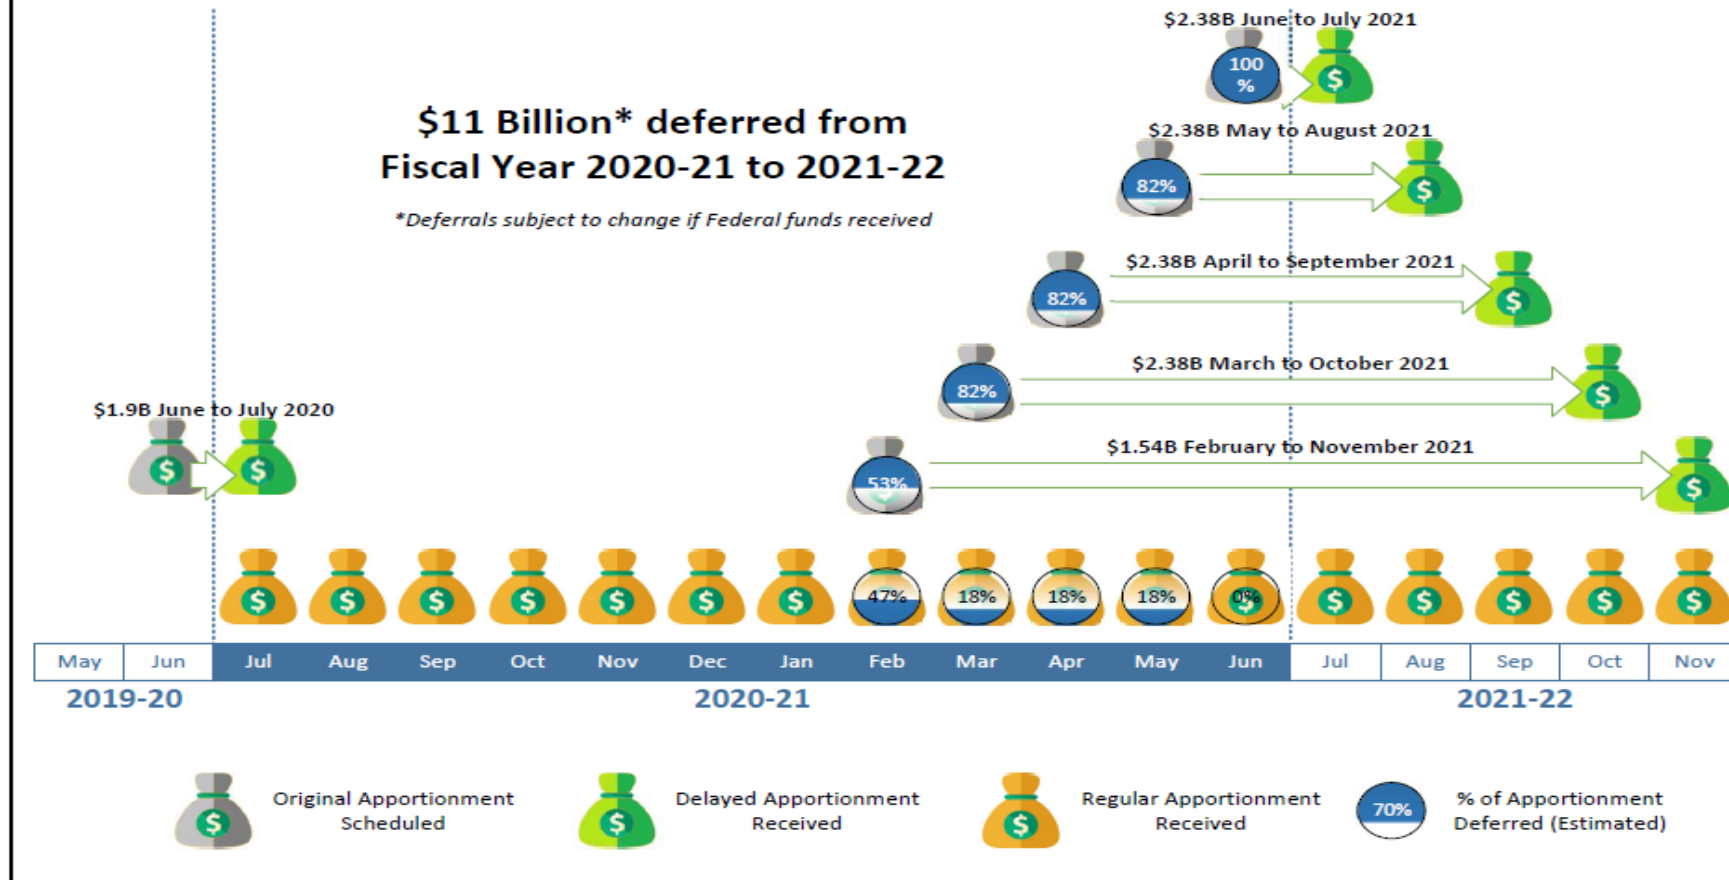 $2.38B June to July 2021
100
%
$11 Billion* deferred from
Fiscal Year 2020-21 to 2021-22
*Deferrals subject to change if Federal funds received
$2.38B May to August 2021
82%
$
$
$2.38B April to September 2021
82%
$
$2.38B March to October 2021
82%
$
$1.9B June to July 2020
$
$
$1.54B February to November 2021
53%
$
$
$
$
$
$
$
$
47%
18%
18%
18%
0%
$
$
$
$
$
May
Jun
Jul
Aug
Sep
Oct
Nov
Dec
Jan
Feb
Mar
Apr
May
Jun
Jul
Aug
Sep
Oct
Nov
2019-20
2020-21
2021-22
$
Original Apportionment
Scheduled
$
Delayed Apportionment
Received
$
Regular Apportionment
Received
70%
% of Apportionment
Deferred (Estimated)